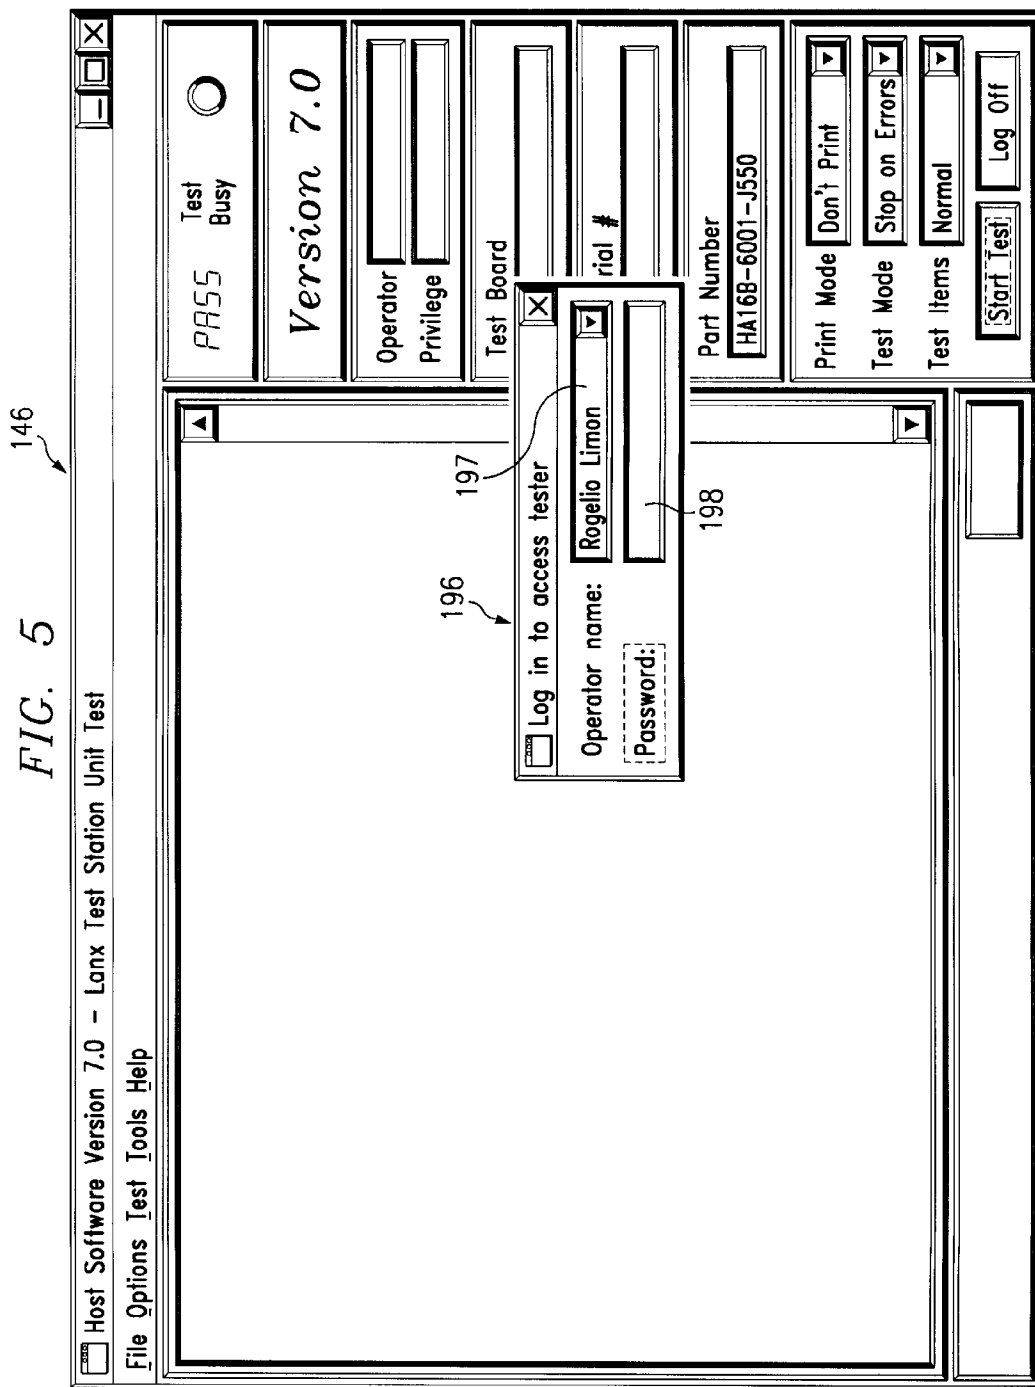 FIG. 5
146
Host Software Version 7.0 – Lanx Test Station Unit Test
File Options Test Tools Help
PASS
Test
Busy
Version 7.0
Operator
Privilege
Test Board
rial #
Part Number
HA16B-6001-J550
Print Mode Don't Print
Test Mode Stop on Errors
Test Items Normal
Start Test Log Off
196
Log in to access tester
197
Operator name: Rogelio Limon
Password:
198